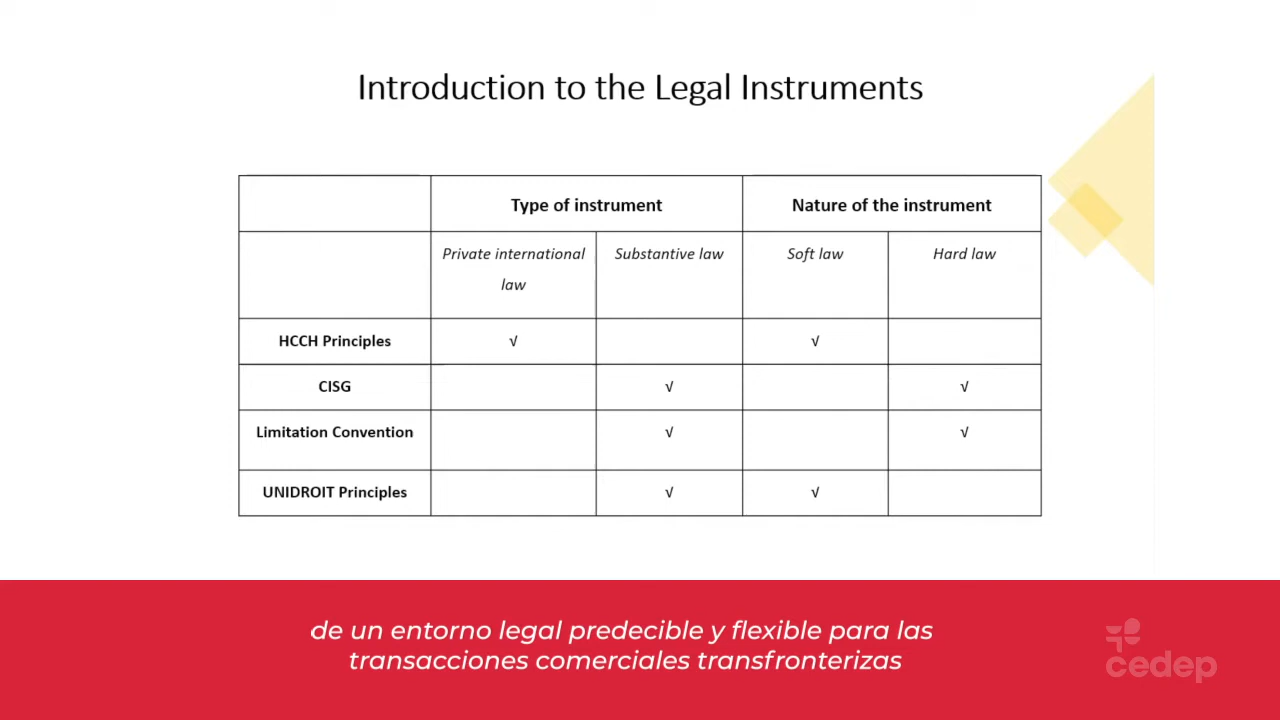 Introduction to the Legal Instruments
Type of instrument Nature of the instrument
Private international law Substantive law Soft law Hard law
HCCH Principles √ √
CISG √ √
Limitation Convention √ √
UNIDROIT Principles √ √
de un entorno legal predecible y flexible para las
transacciones comerciales transfronterizas
cedep